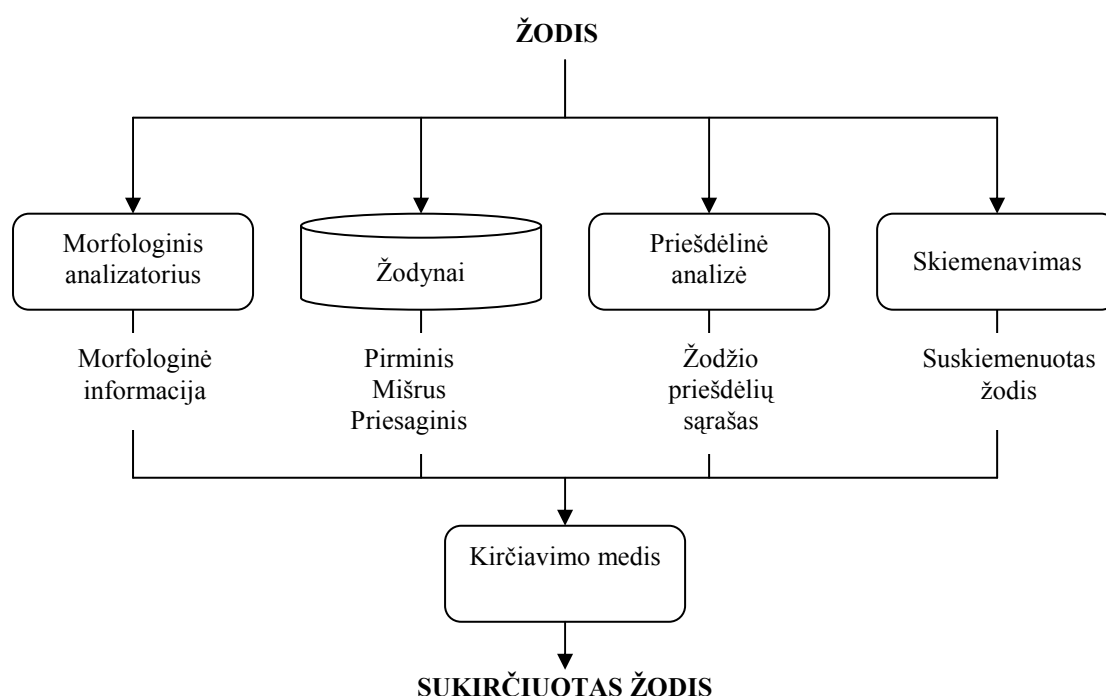 ŽODIS
Morfologinis
analizatorius
Žodynai
Priešdėlinė
analizė
Skiemenavimas
Morfologinė
informacija
Pirminis
Mišrus
Priesaginis
Žodžio
priešdėlių
sąrašas
Suskiemenuotas
žodis
Kirčiavimo medis
SUKIRČIUOTAS ŽODIS